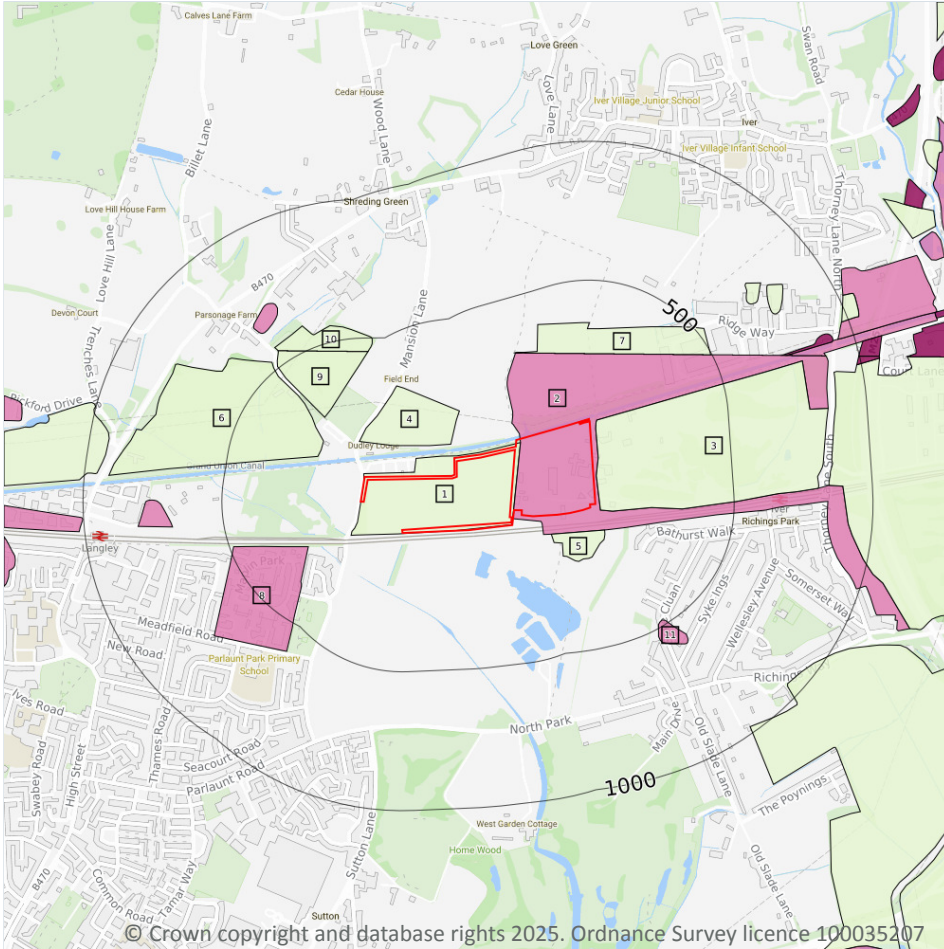 Calves Lane Farm
Love Green
Swan Road
Cedar House
Wood Lane
Love Lane
Iver Village Junior School
Iver
Billet Lane
Iver Village Infant School
Love Hill House Farm
Shreding Green
Thorney Lane North
Love Hill Lane
B470
Devon Court
Parsonage Farm
Mansion Lane
500
Ridge Way
Trenches Lane
10
7
9
Field End
Court Lane
2
Pickford Drive
6
4
3
Dudley Lodge
Grand Union Canal
1
Iver
Richings Park
Thorney Lane South
Langley
Bathurst Walk
5
8
Cluan
Syke Ings
Wellesley Avenue
Somerset Way
Meadfield Road
New Road
11
Parlaunt Park Primary
School
Richings
Ives Road
North Park
Main Drive
Old Slade Lane
Thames Road
High Street
Swabey Road
Seacourt Road
Parlaunt Road
1000
The Poynings
West Garden Cottage
Home Wood
Sutton Lane
Old Slade Lane
B470
Common Road
Tamar Way
Sutton
© Crown copyright and database rights 2025. Ordnance Survey licence 100035207